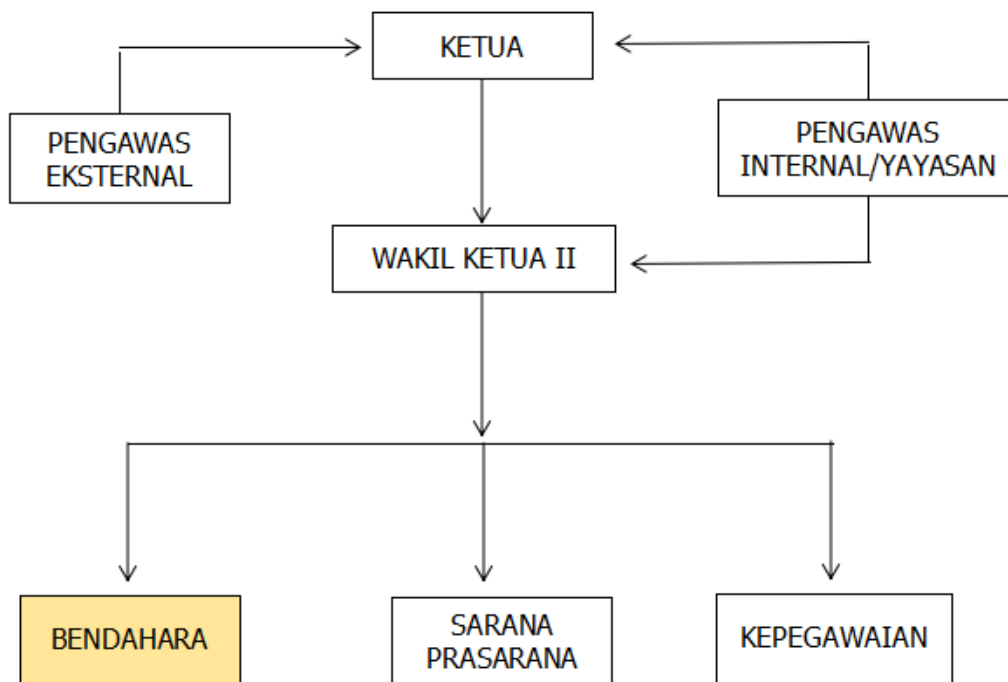 KETUA
PENGAWAS
EKSTERNAL
PENGAWAS
INTERNAL/YAYASAN
WAKIL KETUA II
BENDAHARA
SARANA
PRASARANA
KEPEGAWAIAN